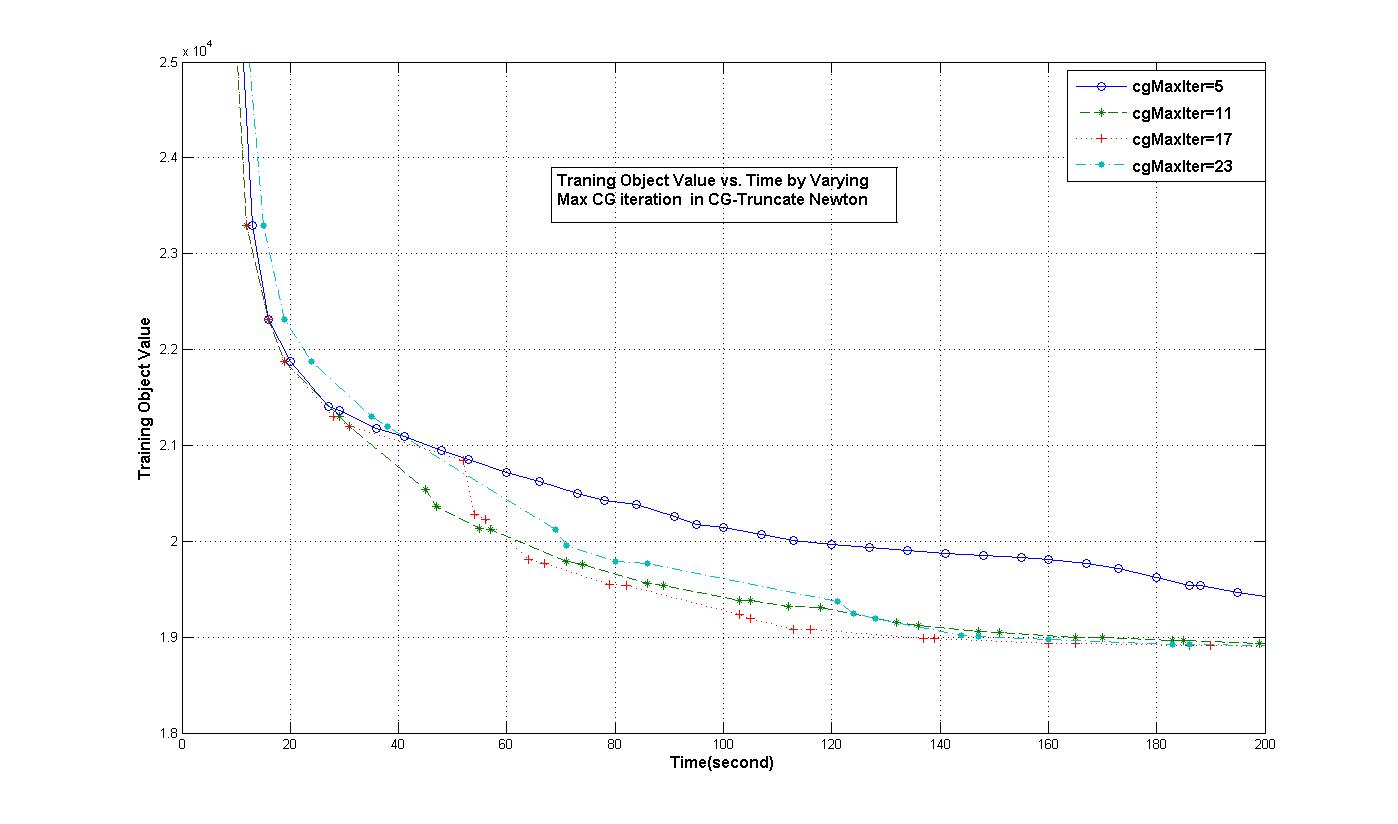 x 10^4
2.5
2.4
2.3
2.2
2.1
2
1.9
1.8
Training Object Value
cgMaxIter=5
cgMaxIter=11
cgMaxIter=17
cgMaxIter=23
Traning Object Value vs. Time by Varying
Max CG iteration in CG-Truncate Newton
0 20 40 60 80 100 120 140 160 180 200
Time(second)